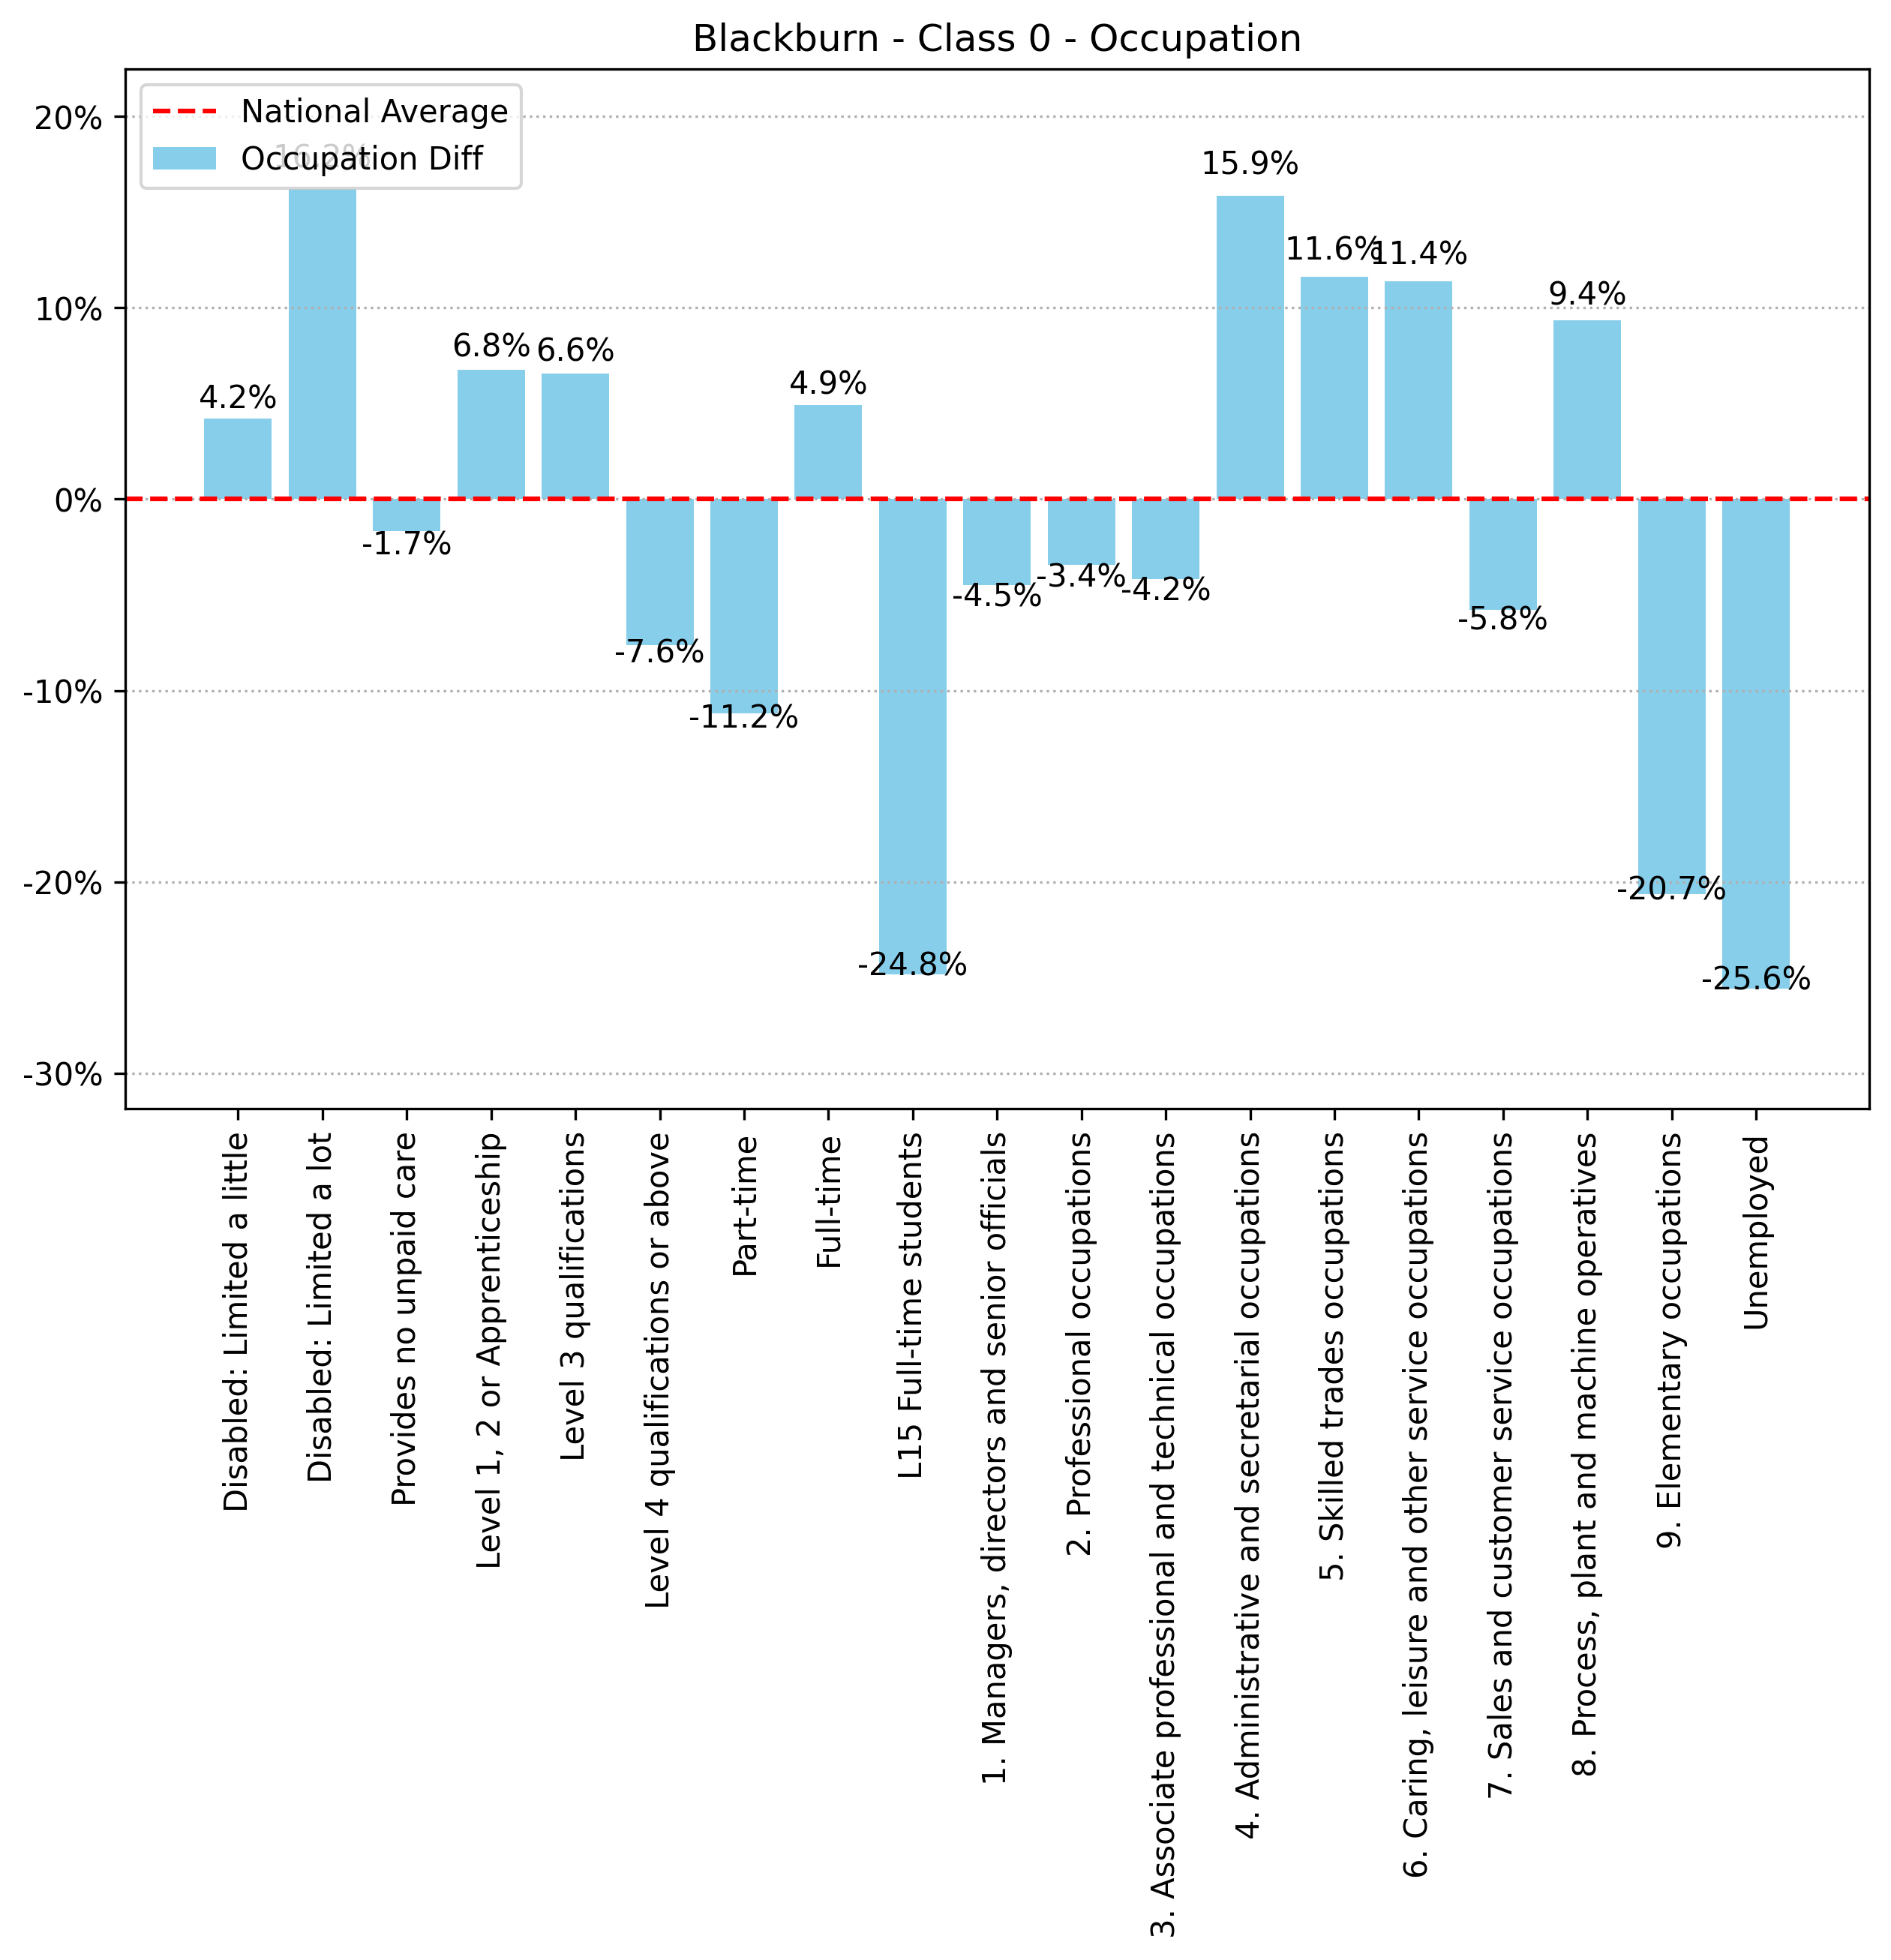 Blackburn - Class 0 - Occupation
National Average
Occupation Diff
20%
10%
0%
-10%
-20%
-30%
4.2%
16.2%
-1.7%
6.8%
6.6%
-7.6%
-11.2%
4.9%
-24.8%
-4.5%
-3.4%
-4.2%
15.9%
11.6%
11.4%
-5.8%
9.4%
-20.7%
-25.6%
Disabled: Limited a little
Disabled: Limited a lot
Provides no unpaid care
Level 1, 2 or Apprenticeship
Level 3 qualifications
Level 4 qualifications or above
Part-time
Full-time
L15 Full-time students
1. Managers, directors and senior officials
2. Professional occupations
3. Associate professional and technical occupations
4. Administrative and secretarial occupations
5. Skilled trades occupations
6. Caring, leisure and other service occupations
7. Sales and customer service occupations
8. Process, plant and machine operatives
9. Elementary occupations
Unemployed